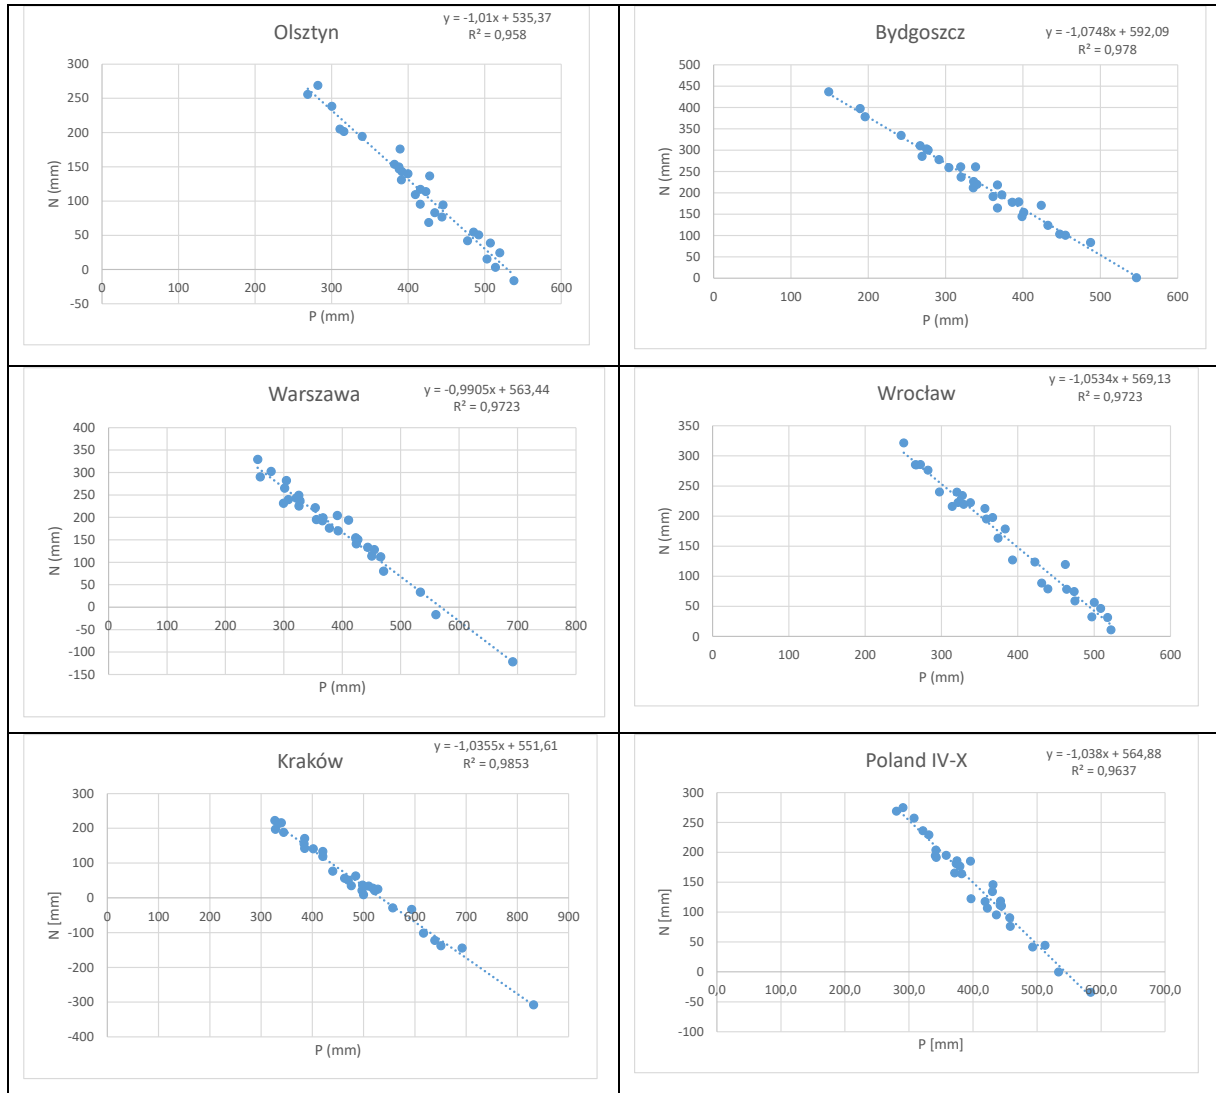 Olsztyn
y = -1,01x + 535,37
R² = 0,958
300
250
200
150
100
50
0
-50
0 100 200 300 400 500 600
N (mm)
P (mm)
Bydgoszcz
y = -1,0748x + 592,09
R² = 0,978
500
450
400
350
300
250
200
150
100
50
0
0 100 200 300 400 500 600
N (mm)
P (mm)
Warszawa
y = -0,9905x + 563,44
R² = 0,9723
400
350
300
250
200
150
100
50
0
-50
-100
-150
0 100 200 300 400 500 600 700 800
N (mm)
P (mm)
Wrocław
y = -1,0534x + 569,13
R² = 0,9723
350
300
250
200
150
100
50
0
0 100 200 300 400 500 600
N (mm)
P (mm)
Kraków
y = -1,0355x + 551,61
R² = 0,9853
300
200
100
0
-100
-200
-300
-400
0 100 200 300 400 500 600 700 800 900
N [mm]
P (mm)
Poland IV-X
y = -1,038x + 564,88
R² = 0,9637
300
250
200
150
100
50
0
-50
-100
0,0 100,0 200,0 300,0 400,0 500,0 600,0 700,0
N [mm]
P [mm]